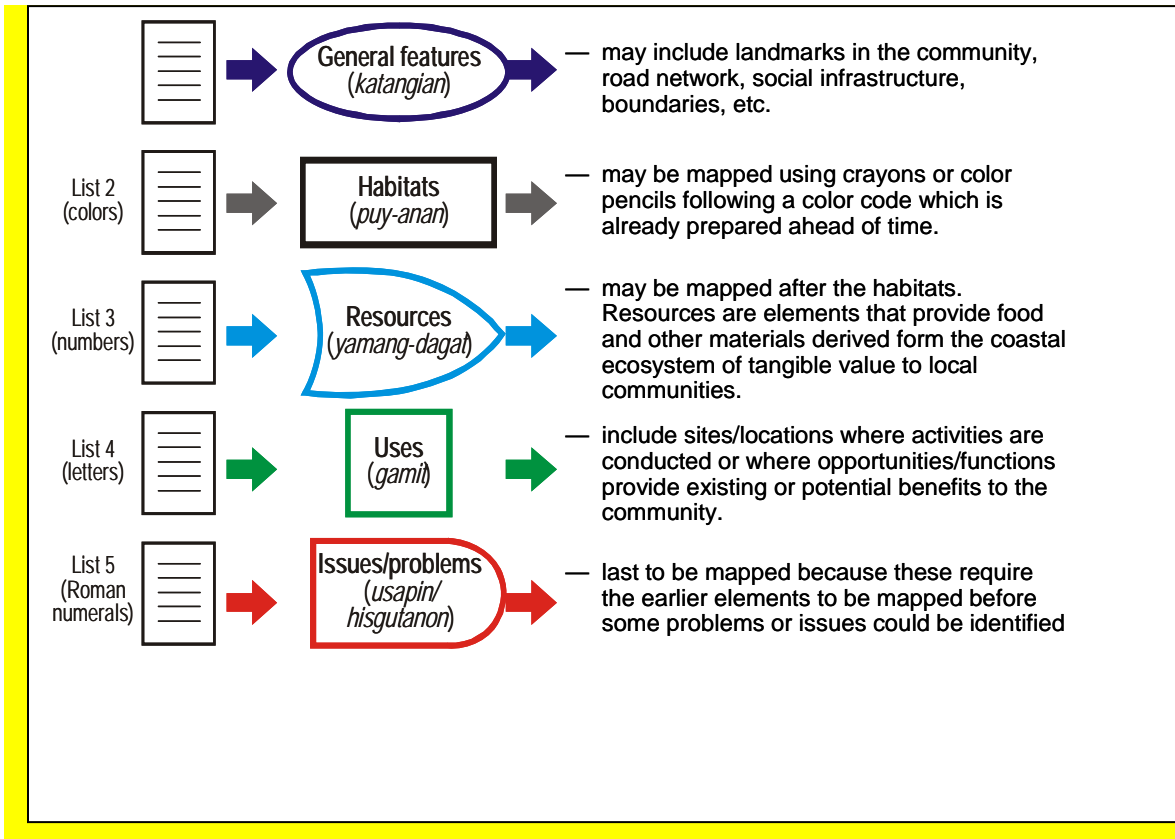 General features
(katangian)
— may include landmarks in the community,
road network, social infrastructure,
boundaries, etc.
List 2
(colors)
Habitats
(puy-anan)
— may be mapped using crayons or color
pencils following a color code which is
already prepared ahead of time.
List 3
(numbers)
Resources
(yamang-dagat)
— may be mapped after the habitats.
Resources are elements that provide food
and other materials derived form the coastal
ecosystem of tangible value to local
communities.
List 4
(letters)
Uses
(gamit)
— include sites/locations where activities are
conducted or where opportunities/functions
provide existing or potential benefits to the
community.
List 5
(Roman
numerals)
Issues/problems
(usapin/
hisgutanon)
— last to be mapped because these require
the earlier elements to be mapped before
some problems or issues could be identified